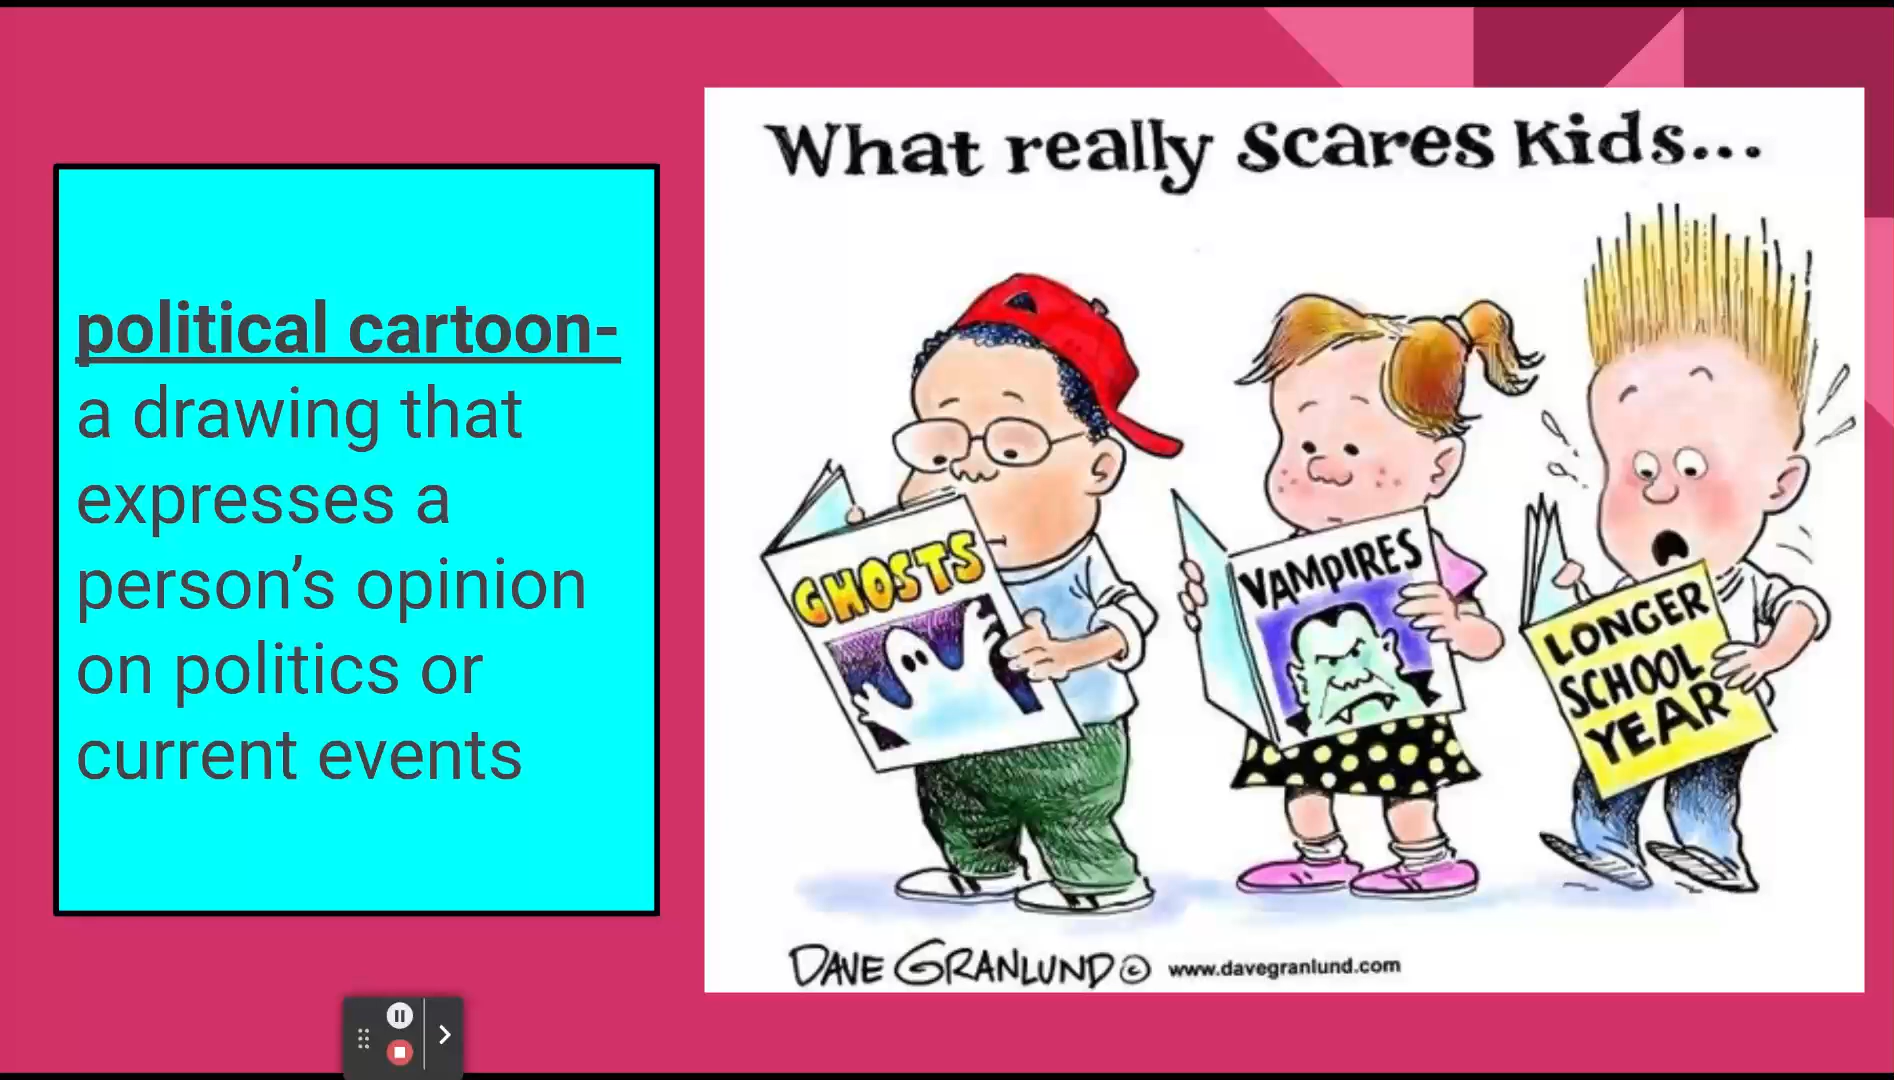 political cartoon-
a drawing that
expresses a
person’s opinion
on politics or
current events
What really scares kids...
GHOSTS
VAMPIRES
LONGER
SCHOOL
YEAR
DAVE GRANLUND © www.davegranlund.com